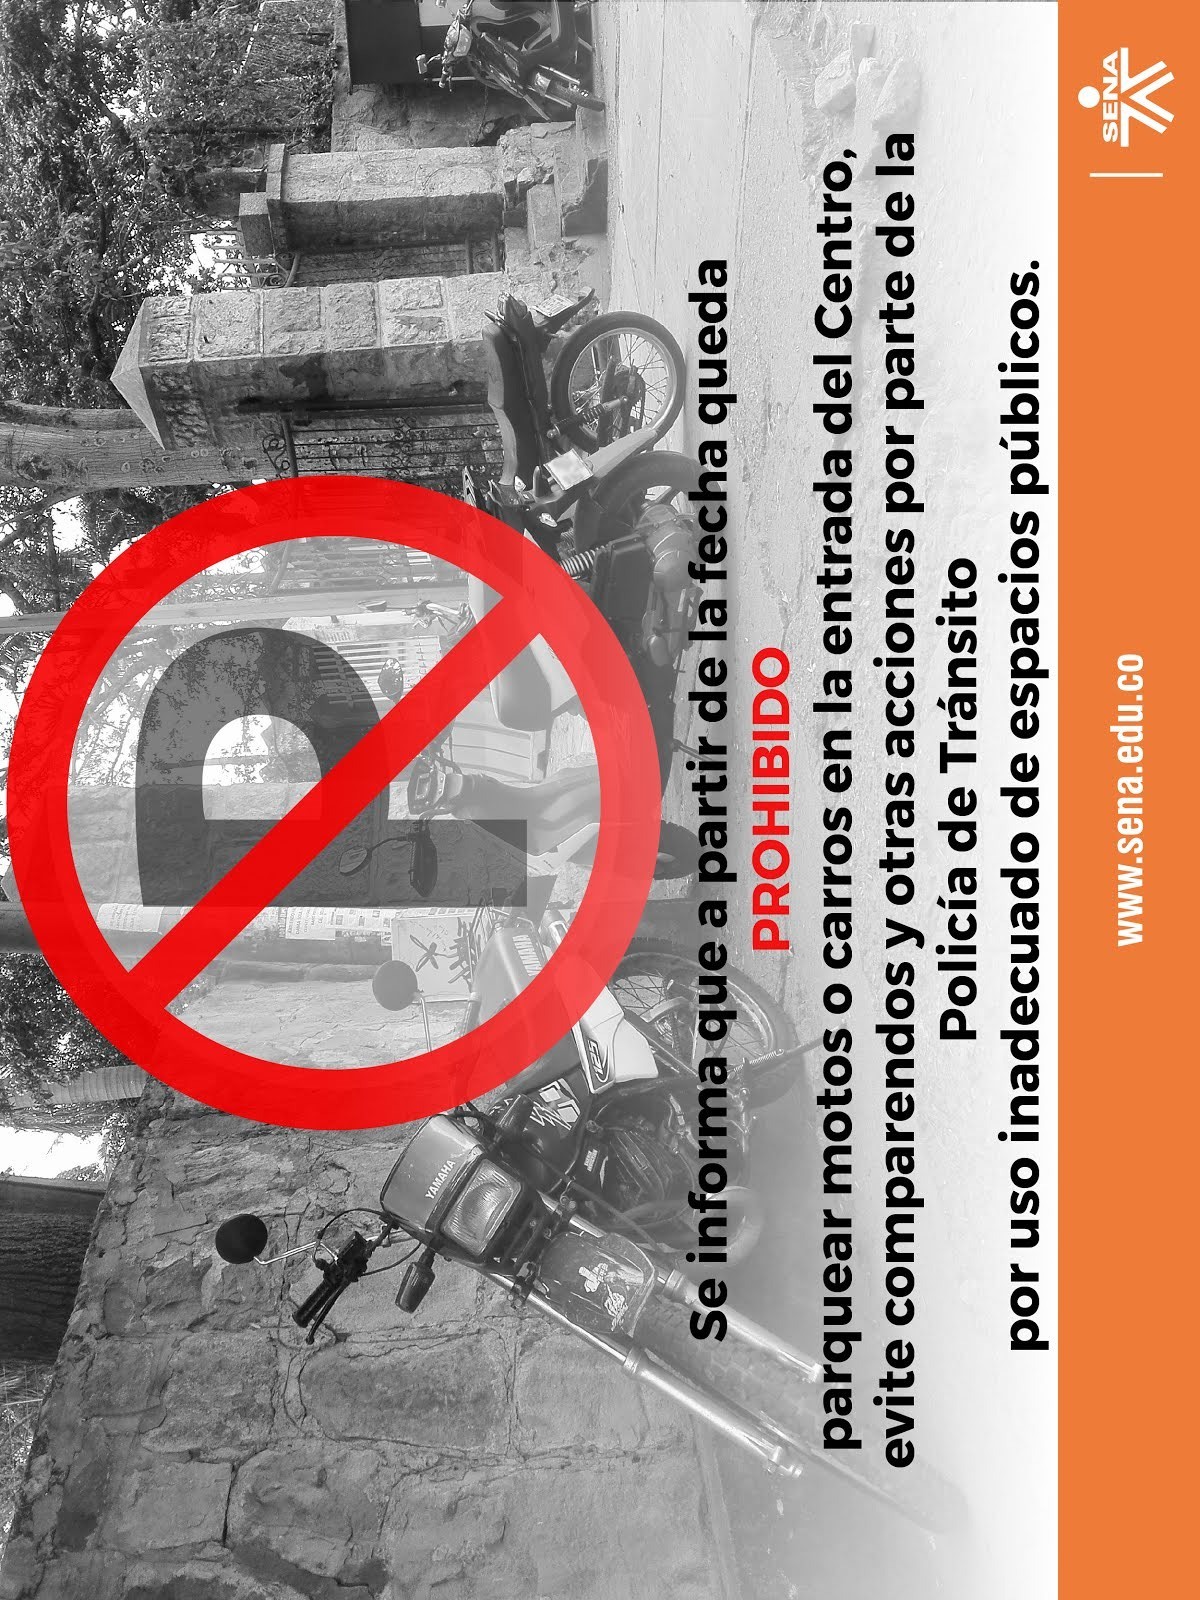 P
YAMAHA
Se informa que a partir de la fecha queda
PROHIBIDO
parquear motos o carros en la entrada del Centro,
evite comparendos y otras acciones por parte de la
Policía de Tránsito
por uso inadecuado de espacios públicos.
www.sena.edu.co
SENA